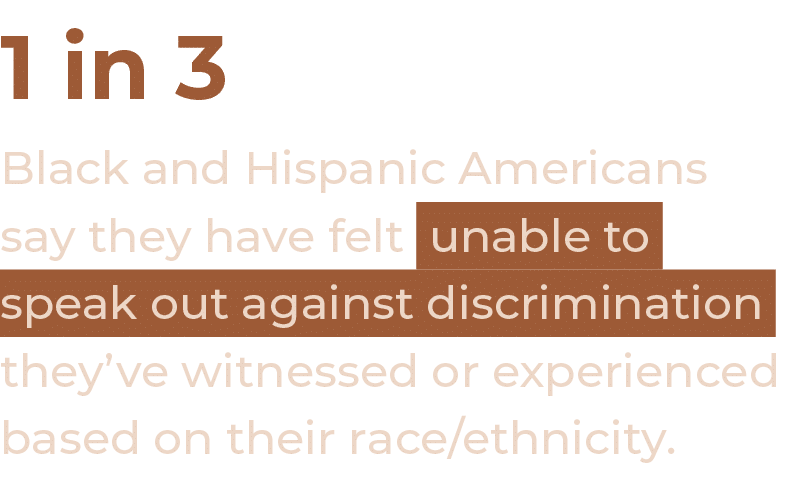 1 in 3
Black and Hispanic Americans
say they have felt unable to
speak out against discrimination
they’ve witnessed or experienced
based on their race/ethnicity.